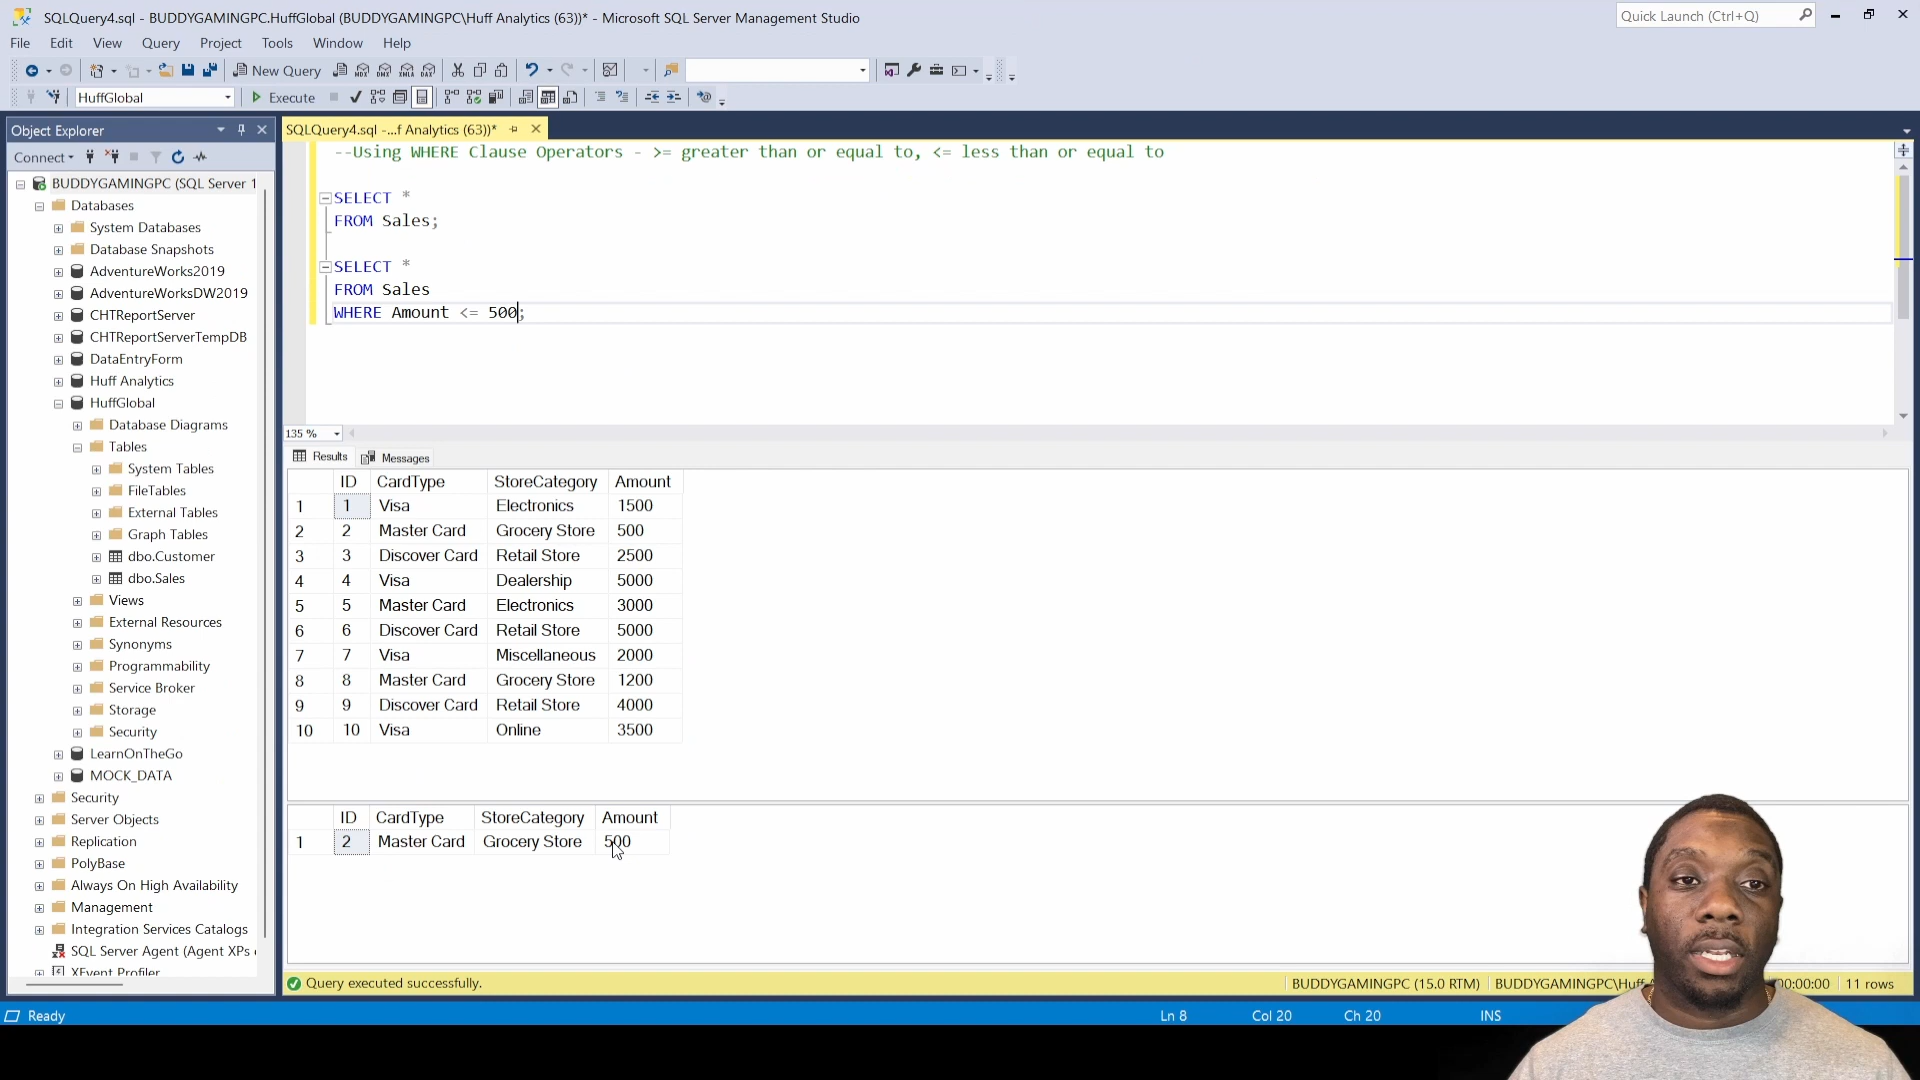 SQLQuery4.sql - BUDDYGAMINGPC.HuffGlobal (BUDDYGAMINGPC\Huff Analytics (63))* - Microsoft SQL Server Management Studio
Quick Launch (Ctrl+Q)
File Edit View Query Project Tools Window Help
New Query
HuffGlobal Execute
Object Explorer
SQLQuery4.sql -...f Analytics (63))*
Connect
BUDDYGAMINGPC (SQL Server 1
Databases
System Databases
Database Snapshots
AdventureWorks2019
AdventureWorksDW2019
CHTReportServer
CHTReportServerTempDB
DataEntryForm
Huff Analytics
HuffGlobal
Database Diagrams
Tables
System Tables
FileTables
External Tables
Graph Tables
dbo.Customer
dbo.Sales
Views
External Resources
Synonyms
Programmability
Service Broker
Storage
Security
LearnOnTheGo
MOCK_DATA
Security
Server Objects
Replication
PolyBase
Always On High Availability
Management
Integration Services Catalogs
SQL Server Agent (Agent XPs
XEvent Profiler
--Using WHERE Clause Operators - >= greater than or equal to, <= less than or equal to
SELECT *
FROM Sales;
SELECT *
FROM Sales
WHERE Amount <= 500;
135 %
Results Messages
ID CardType StoreCategory Amount
1 1 Visa Electronics 1500
2 2 Master Card Grocery Store 500
3 3 Discover Card Retail Store 2500
4 4 Visa Dealership 5000
5 5 Master Card Electronics 3000
6 6 Discover Card Retail Store 5000
7 7 Visa Miscellaneous 2000
8 8 Master Card Grocery Store 1200
9 9 Discover Card Retail Store 4000
10 10 Visa Online 3500
ID CardType StoreCategory Amount
1 2 Master Card Grocery Store 500
Query executed successfully. BUDDYGAMINGPC (15.0 RTM) BUDDYGAMINGPC\Huff 00:00:00 11 rows
Ready Ln 8 Col 20 Ch 20 INS